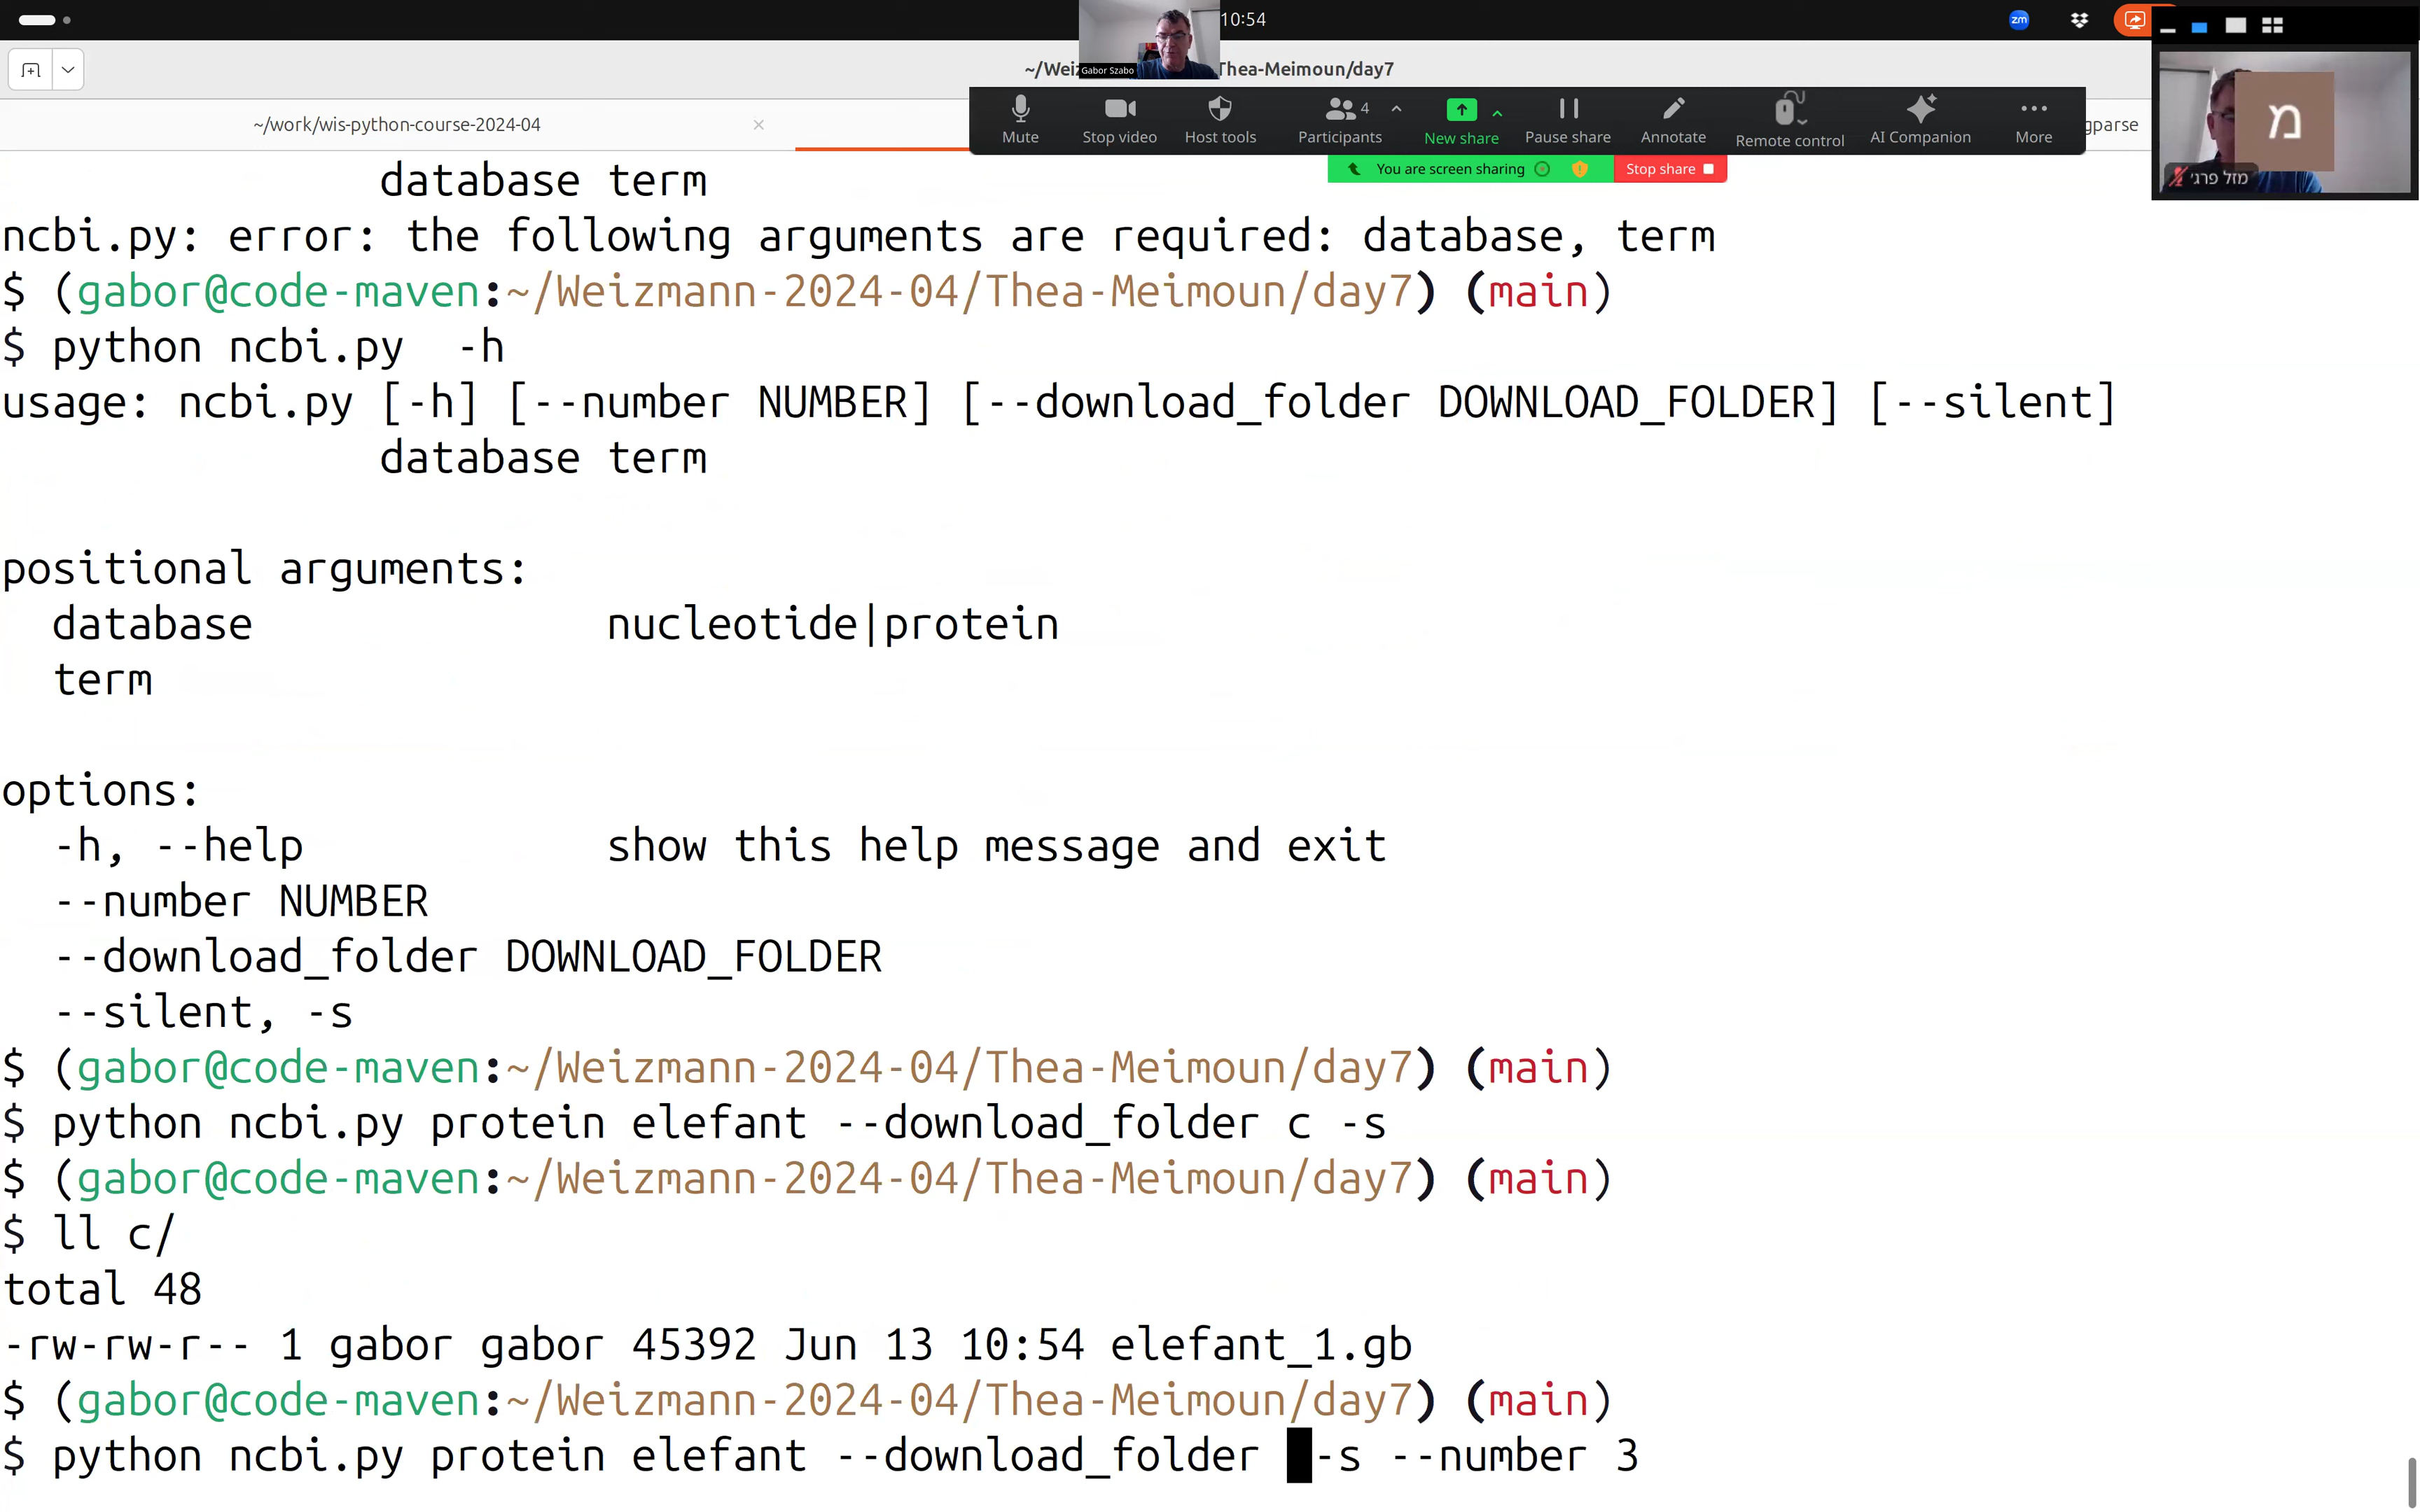 10:54
zm
Gabor Szabo
~/Wei
Thea-Meimoun/day7
~/work/wis-python-course-2024-04
gparse
Mute
Stop video
Host tools
4
Participants
New share
Pause share
Annotate
Remote control
AI Companion
More
You are screen sharing
Stop share
מ
מזל פרג'
database term
ncbi.py: error: the following arguments are required: database, term
$ (gabor@code-maven:~/Weizmann-2024-04/Thea-Meimoun/day7) (main)
$ python ncbi.py  -h
usage: ncbi.py [-h] [--number NUMBER] [--download_folder DOWNLOAD_FOLDER] [--silent]
database term
positional arguments:
database              nucleotide|protein
term
options:
-h, --help            show this help message and exit
--number NUMBER
--download_folder DOWNLOAD_FOLDER
--silent, -s
$ (gabor@code-maven:~/Weizmann-2024-04/Thea-Meimoun/day7) (main)
$ python ncbi.py protein elefant --download_folder c -s
$ (gabor@code-maven:~/Weizmann-2024-04/Thea-Meimoun/day7) (main)
$ ll c/
total 48
-rw-rw-r-- 1 gabor gabor 45392 Jun 13 10:54 elefant_1.gb
$ (gabor@code-maven:~/Weizmann-2024-04/Thea-Meimoun/day7) (main)
$ python ncbi.py protein elefant --download_folder  -s --number 3